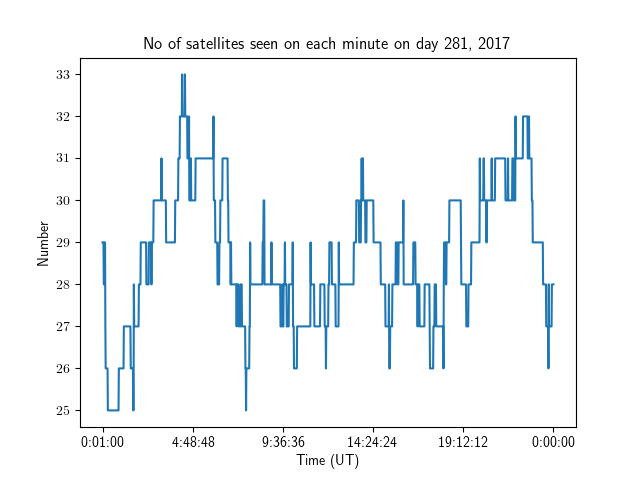 No of satellites seen on each minute on day 281, 2017
33
32
31
30
29
28
27
26
25
Number
0:01:00 4:48:48 9:36:36 14:24:24 19:12:12 0:00:00
Time (UT)